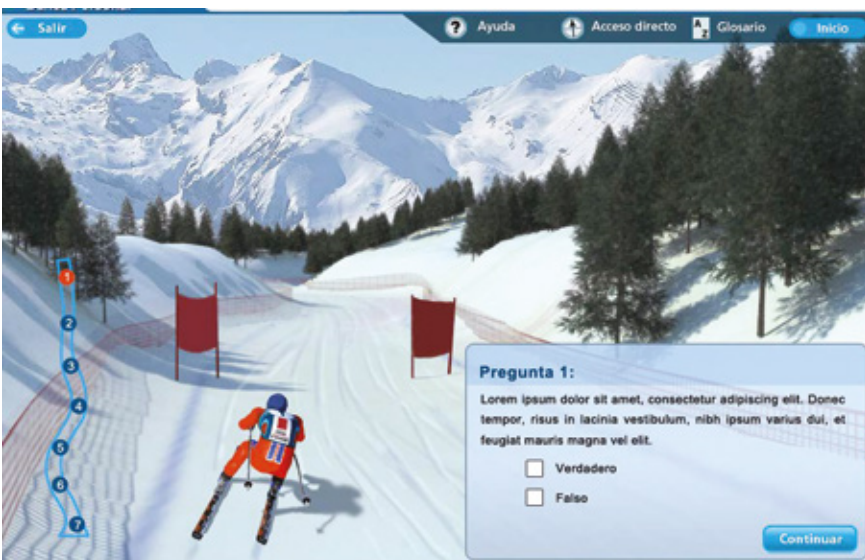 Salir
? Ayuda
Acceso directo
A Z Glosario
Inicio
1
2
3
4
5
6
7
Pregunta 1:
Lorem ipsum dolor sit amet, consectetur adipiscing elit. Donec
tempor, risus in lacinia vestibulum, nibh ipsum varius dui, et
feugiat mauris magna vel elit.
Verdadero
Falso
Continuar